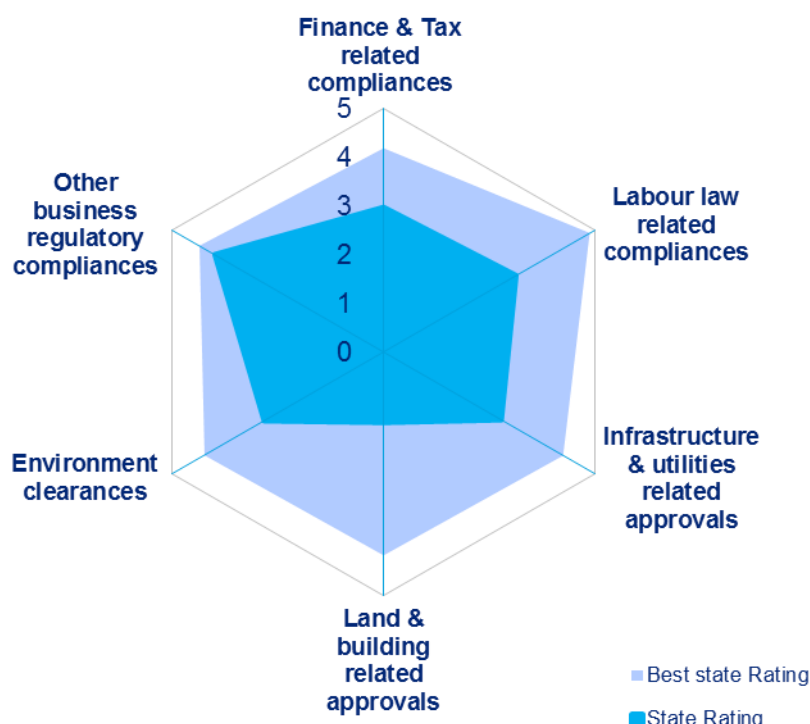 Finance & Tax
related
compliances
5
4
3
2
1
0
Other
business
regulatory
compliances
Labour law
related
compliances
Environment
clearances
Infrastructure
& utilities
related
approvals
Land &
building
related
approvals
Best state Rating
State Rating